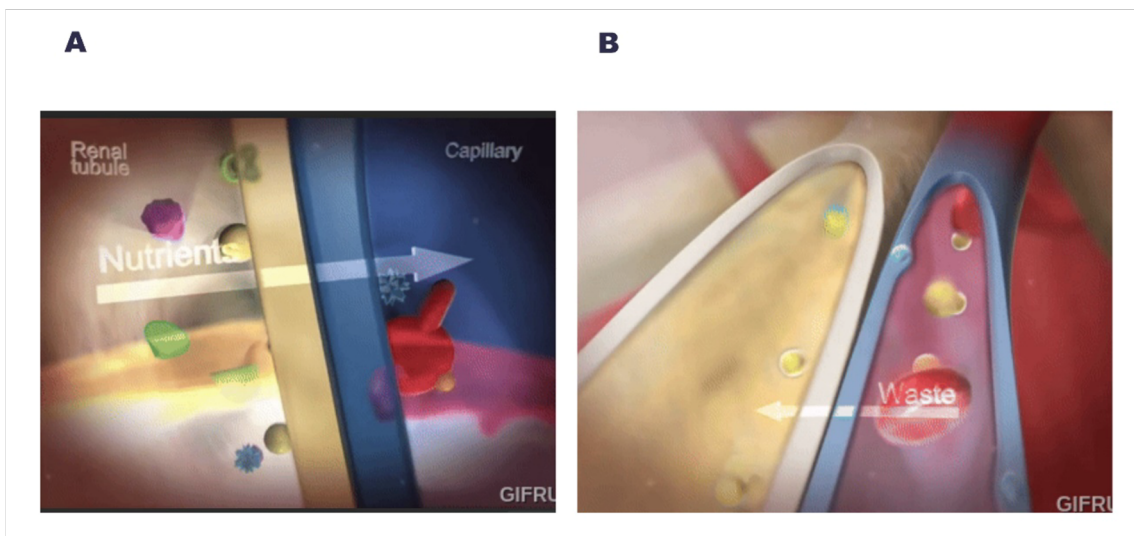 A
B
Renal
tubule
Capillary
Nutrients
GIFRU
Waste
GIFRU